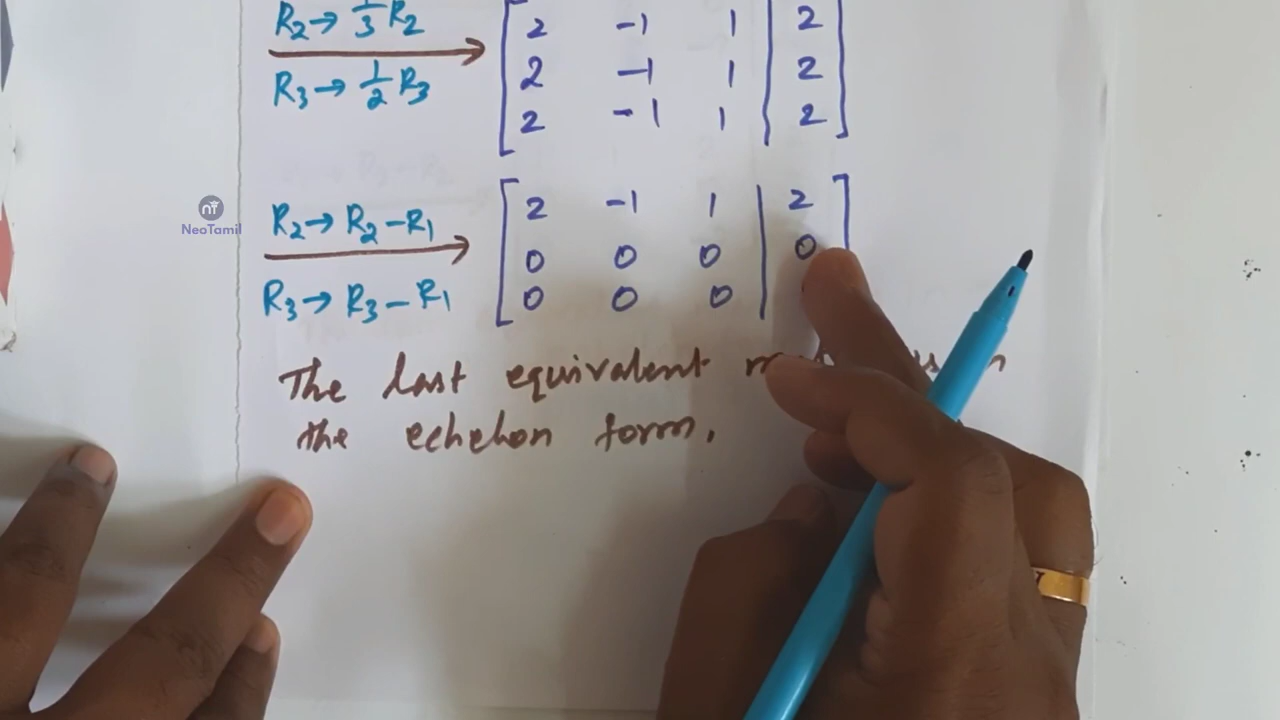 R₂ → 1/3 R₂
R₃ → 1/2 R₃
2 -1 1 | 2
2 -1 1 | 2
2 -1 1 | 2
R₂ → R₂ - R₁
R₃ → R₃ - R₁
2 -1 1 | 2
0 0 0 | 0
0 0 0 |
The last equivalent
the echelon form.
NeaTamil